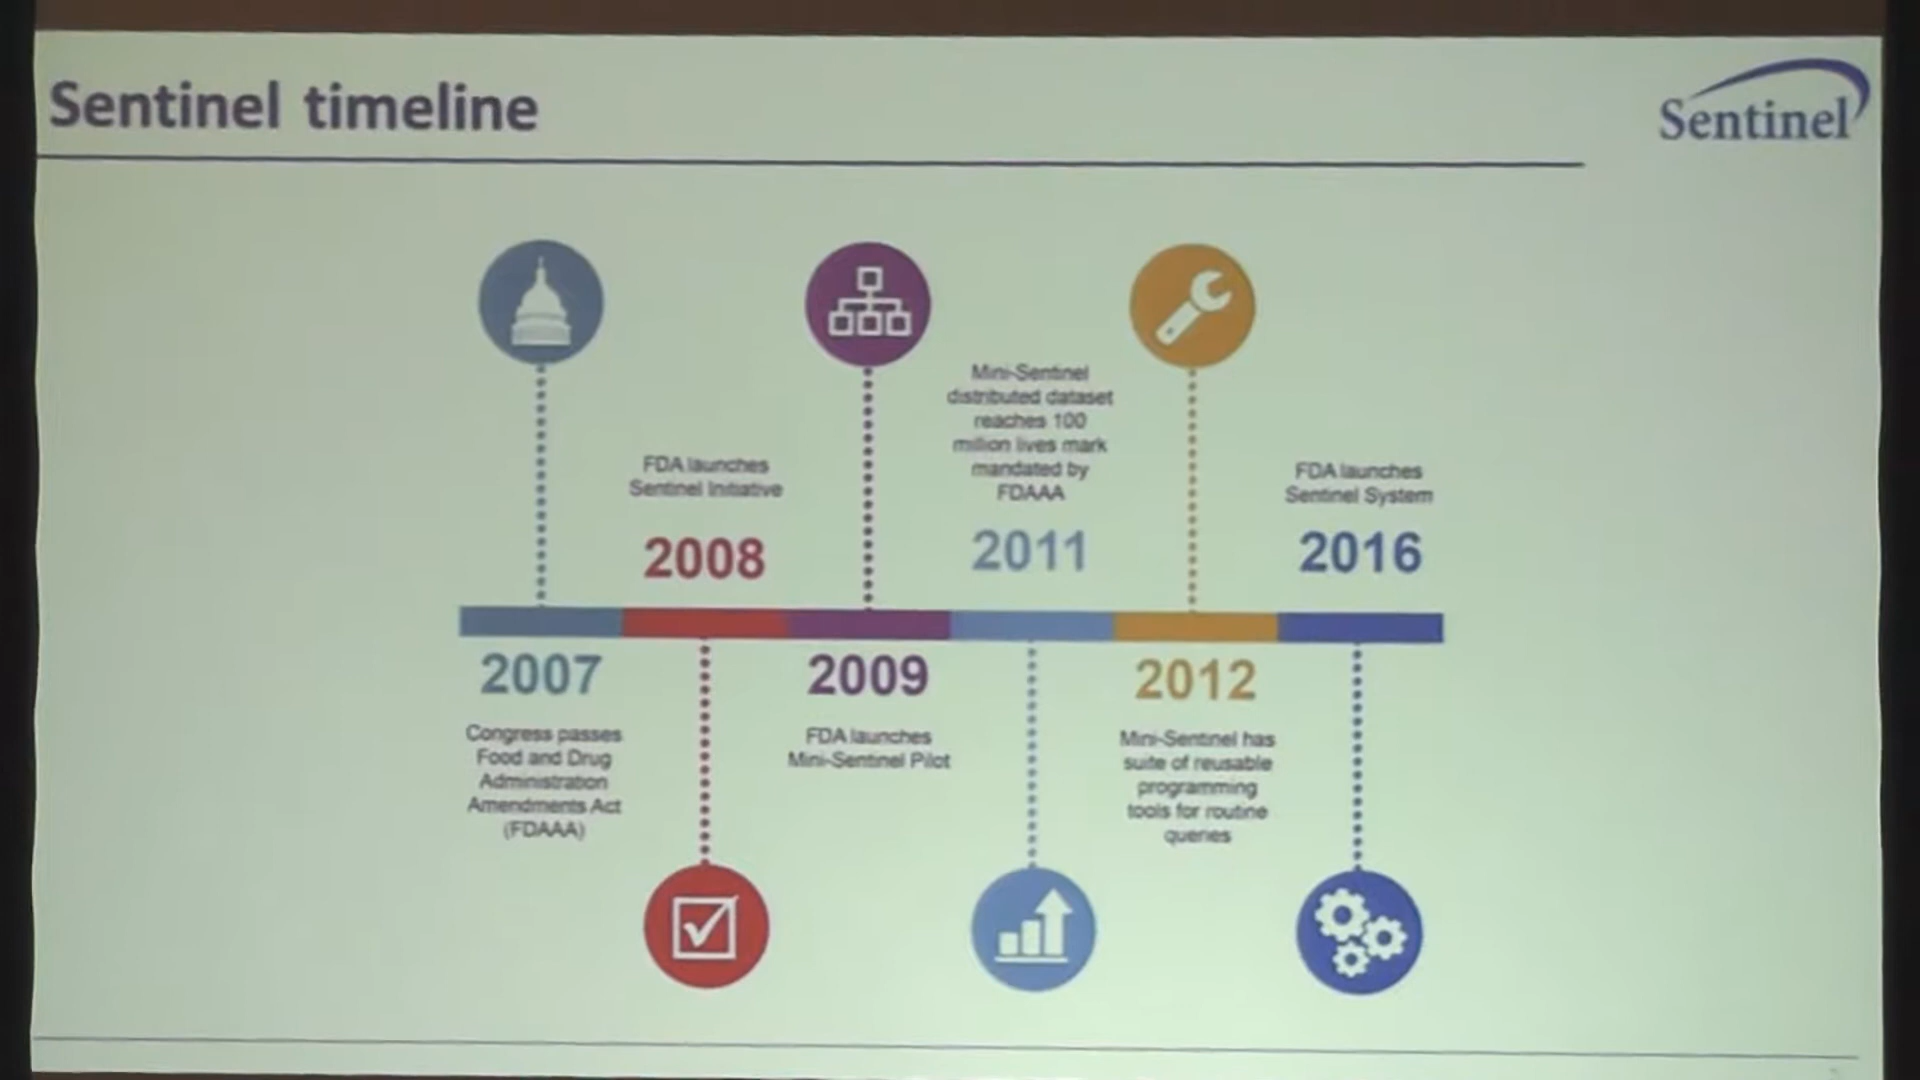 Sentinel timeline
Sentinel
2007
Congress passes
Food and Drug
Administration
Amendments Act
(FDAAA)
FDA launches
Sentinel Initiative
2008
2009
FDA launches
Mini-Sentinel Pilot
Mini-Sentinel
distributed dataset
reaches 100
million lives mark
mandated by
FDAAA
2011
2012
Mini-Sentinel has
suite of reusable
programming
tools for routine
queries
FDA launches
Sentinel System
2016